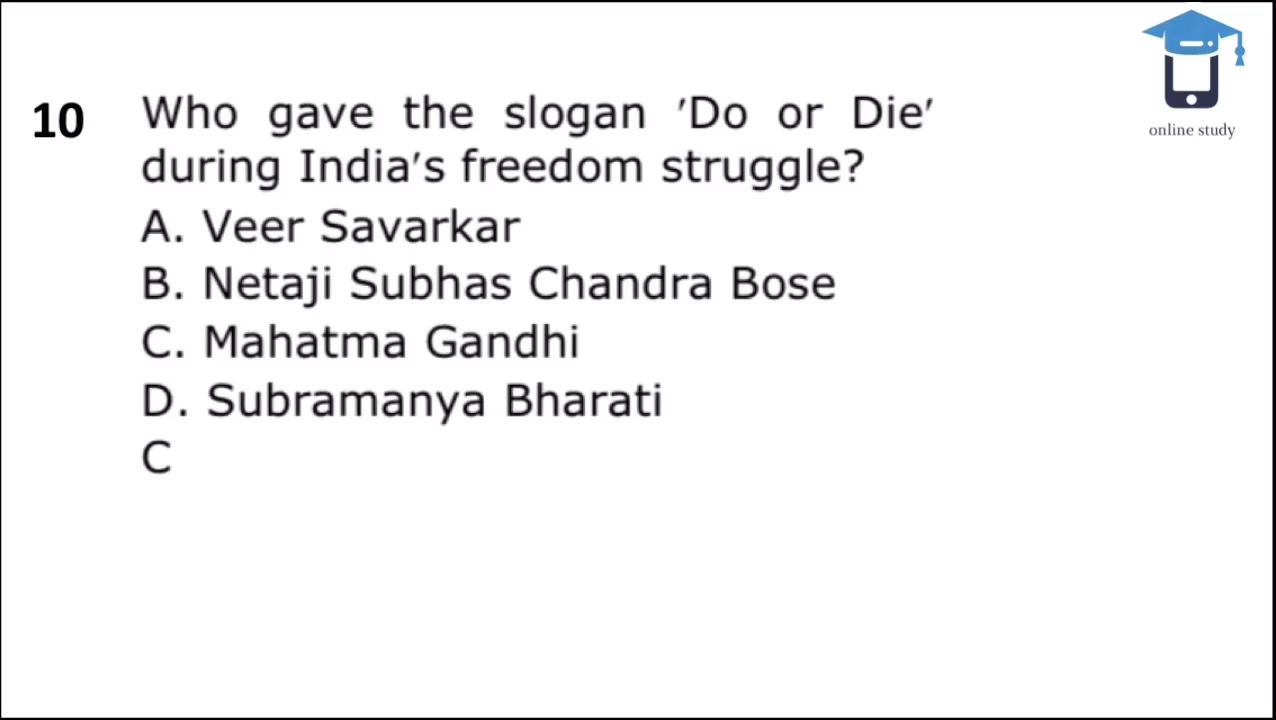 online study
10 Who gave the slogan 'Do or Die'
during India's freedom struggle?
A. Veer Savarkar
B. Netaji Subhas Chandra Bose
C. Mahatma Gandhi
D. Subramanya Bharati
C